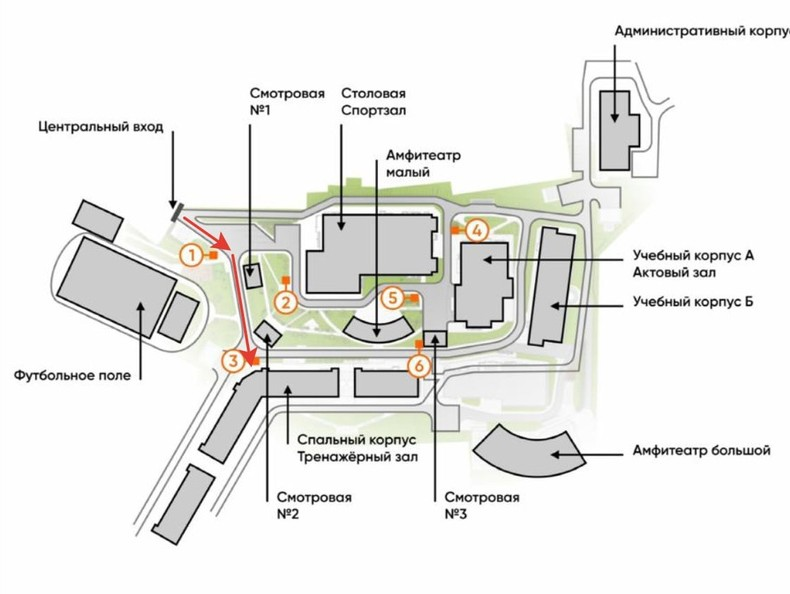 Административный корпус
Смотровая
№1
Столовая
Спортзал
Центральный вход
Амфитеатр
малый
4
1
Учебный корпус А
Актовый зал
2
5
Учебный корпус Б
3
6
Футбольное поле
Спальный корпус
Тренажёрный зал
Амфитеатр большой
Смотровая
№2
Смотровая
№3